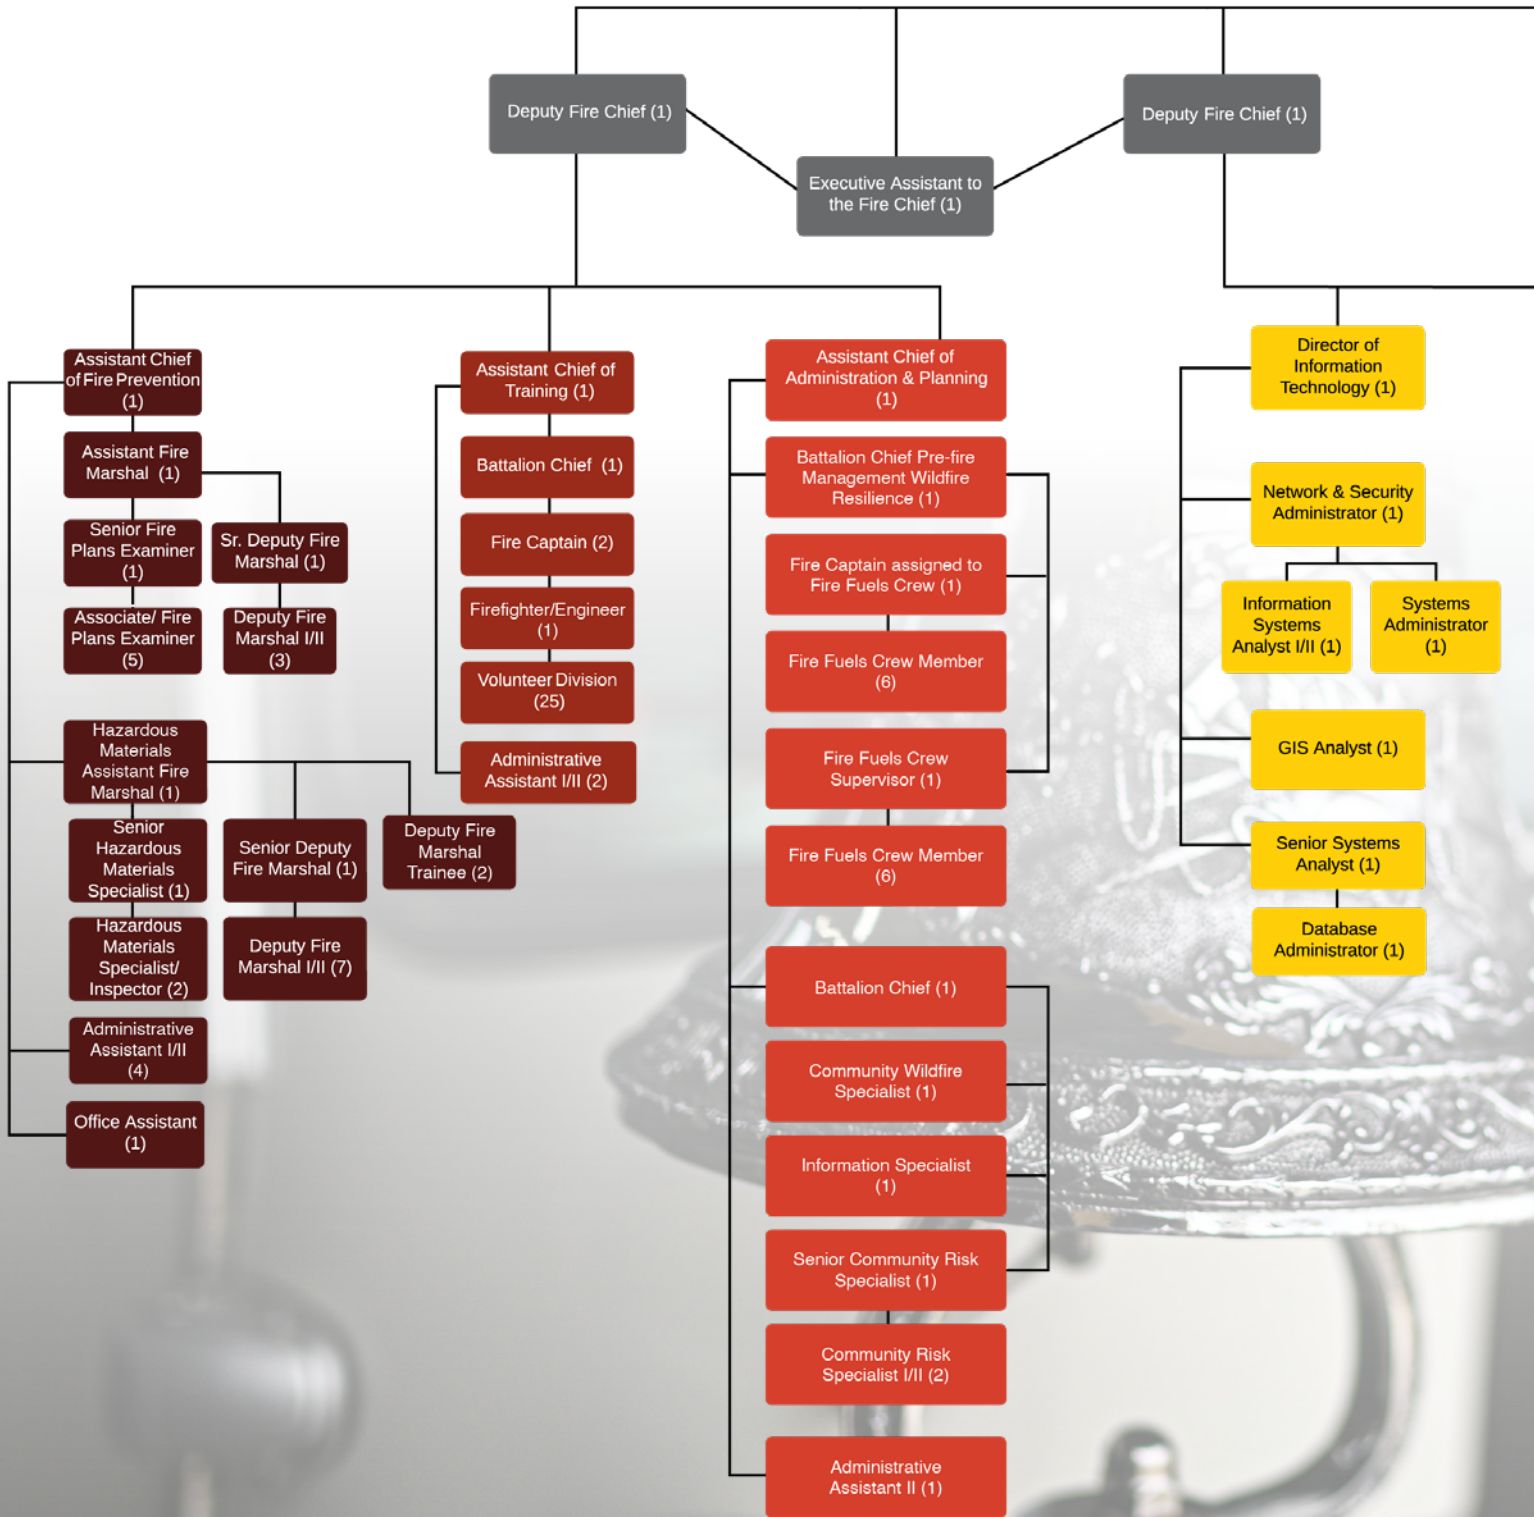 Deputy Fire Chief (1)
Deputy Fire Chief (1)
Executive Assistant to
the Fire Chief (1)
Assistant Chief
of Fire Prevention
(1)
Assistant Fire
Marshal (1)
Senior Fire
Plans Examiner
(1)
Sr. Deputy Fire
Marshal (1)
Associate/ Fire
Plans Examiner
(5)
Deputy Fire
Marshal I/II
(3)
Hazardous
Materials
Assistant Fire
Marshal (1)
Senior
Hazardous
Materials
Specialist (1)
Senior Deputy
Fire Marshal (1)
Deputy Fire
Marshal
Trainee (2)
Hazardous
Materials
Specialist/
Inspector (2)
Deputy Fire
Marshal I/II (7)
Administrative
Assistant I/II
(4)
Office Assistant
(1)
Assistant Chief of
Training (1)
Battalion Chief (1)
Fire Captain (2)
Firefighter/Engineer
(1)
Volunteer Division
(25)
Administrative
Assistant I/II (2)
Assistant Chief of
Administration & Planning
(1)
Battalion Chief Pre-fire
Management Wildfire
Resilience (1)
Fire Captain assigned to
Fire Fuels Crew (1)
Fire Fuels Crew Member
(6)
Fire Fuels Crew
Supervisor (1)
Fire Fuels Crew Member
(6)
Battalion Chief (1)
Community Wildfire
Specialist (1)
Information Specialist
(1)
Senior Community Risk
Specialist (1)
Community Risk
Specialist I/II (2)
Administrative
Assistant II (1)
Director of
Information
Technology (1)
Network & Security
Administrator (1)
Information
Systems
Analyst I/II (1)
Systems
Administrator
(1)
GIS Analyst (1)
Senior Systems
Analyst (1)
Database
Administrator (1)